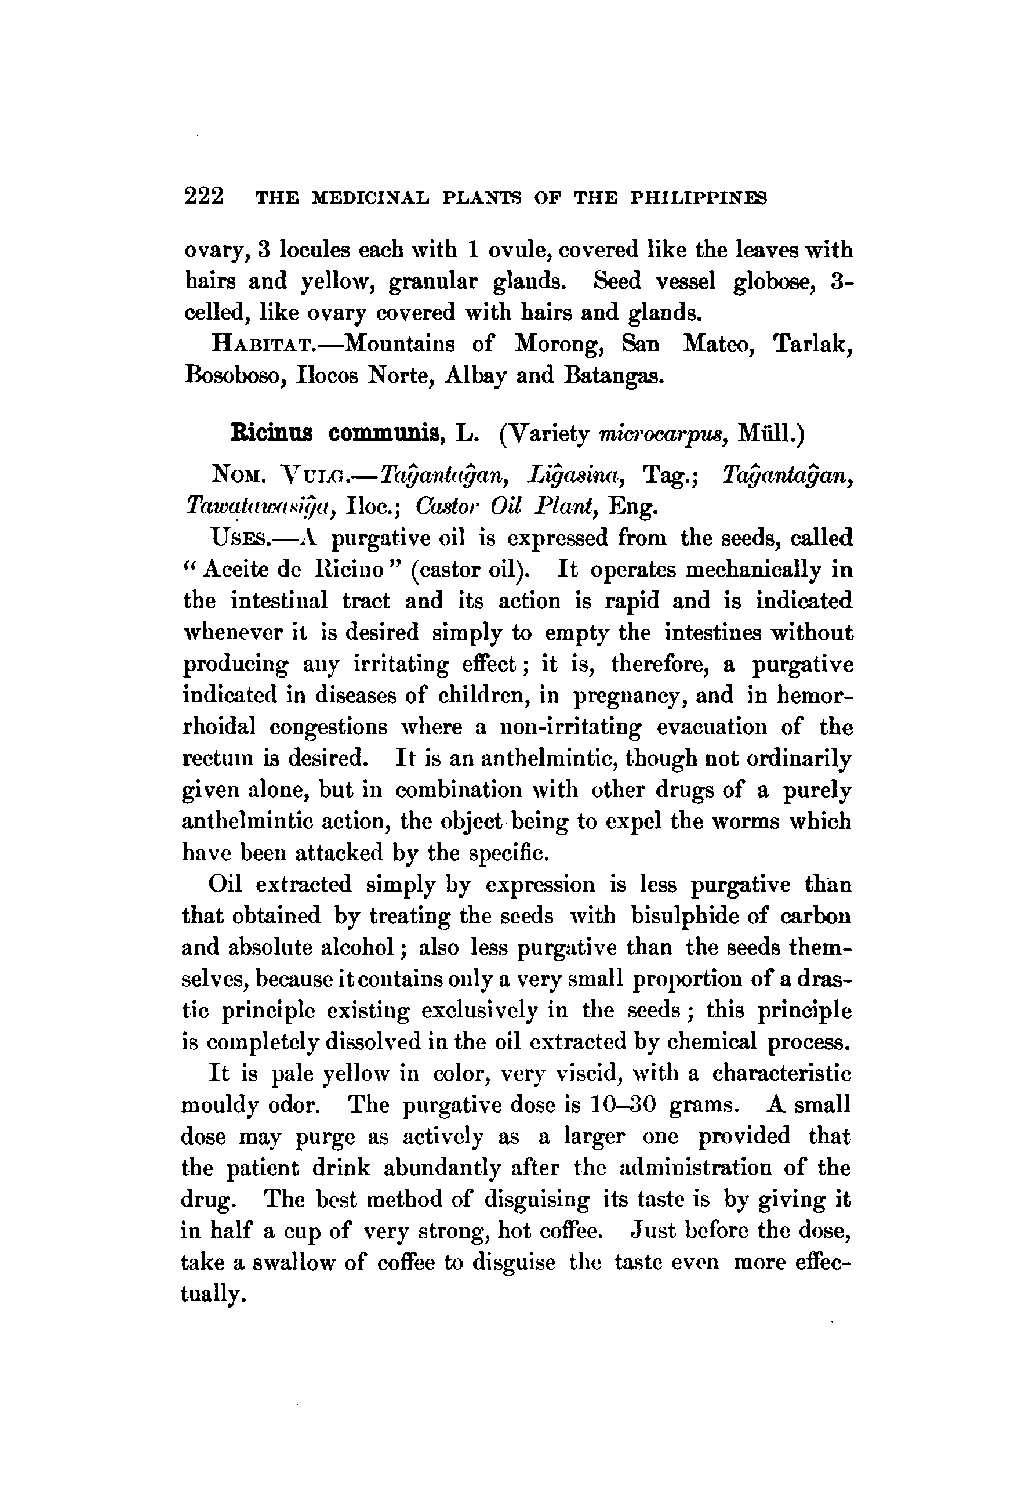 222 THE MEDICINAL PLANTS OF THE PHILIPPINES
ovary, 3 locules each with 1 ovule, covered like the leaves with
hairs and yellow, granular glands. Seed vessel globose, 3-
celled, like ovary covered with hairs and glands.
HABITAT.—Mountains of Morong, San Mateo, Tarlak,
Bosoboso, Ilocos Norte, Albay and Batangas.
Ricinus communis, L. (Variety microcarpus, Müll.)
NOM. VULG.—Tag̃antag̃an, Lig̃asina, Tag.; Tag̃antag̃an,
Tawatawasig̃a, Iloc.; Castor Oil Plant, Eng.
USES.—A purgative oil is expressed from the seeds, called
“ Aceite de Ricino ” (castor oil). It operates mechanically in
the intestinal tract and its action is rapid and is indicated
whenever it is desired simply to empty the intestines without
producing any irritating effect ; it is, therefore, a purgative
indicated in diseases of children, in pregnancy, and in hemor-
rhoidal congestions where a non-irritating evacuation of the
rectum is desired. It is an anthelmintic, though not ordinarily
given alone, but in combination with other drugs of a purely
anthelmintic action, the object being to expel the worms which
have been attacked by the specific.
Oil extracted simply by expression is less purgative than
that obtained by treating the seeds with bisulphide of carbon
and absolute alcohol ; also less purgative than the seeds them-
selves, because it contains only a very small proportion of a dras-
tic principle existing exclusively in the seeds ; this principle
is completely dissolved in the oil extracted by chemical process.
It is pale yellow in color, very viscid, with a characteristic
mouldy odor. The purgative dose is 10–30 grams. A small
dose may purge as actively as a larger one provided that
the patient drink abundantly after the administration of the
drug. The best method of disguising its taste is by giving it
in half a cup of very strong, hot coffee. Just before the dose,
take a swallow of coffee to disguise the taste even more effec-
tually.